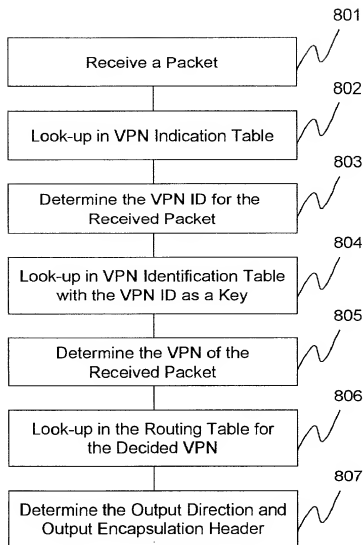 801
Receive a Packet
802
Look-up in VPN Indication Table
803
Determine the VPN ID for the
Received Packet
804
Look-up in VPN Identification Table
with the VPN ID as a Key
805
Determine the VPN of the
Received Packet
806
Look-up in the Routing Table for
the Decided VPN
807
Determine the Output Direction and
Output Encapsulation Header